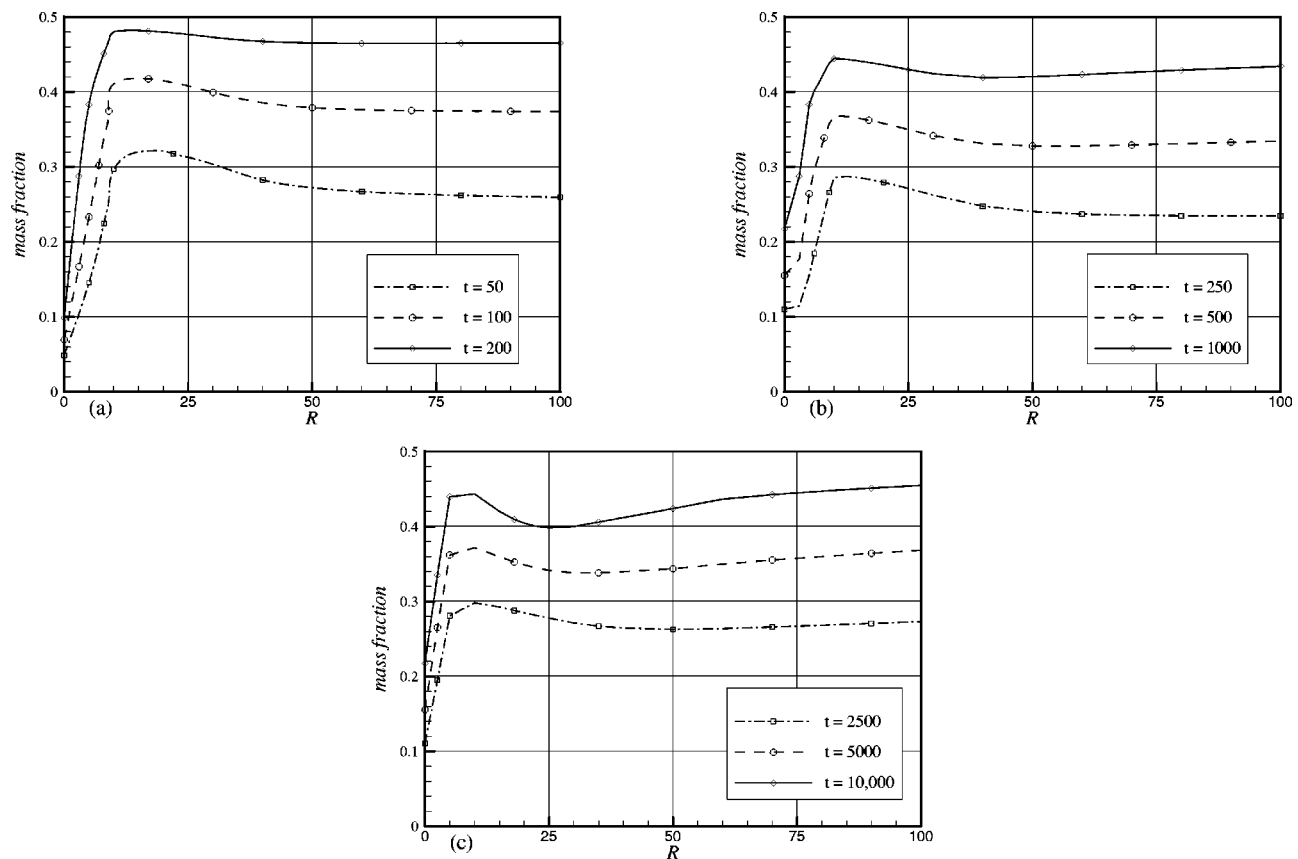 0.5
0.4
0.3
0.2
0.1
0
mass fraction
0 25 50 75 100
(a)
R
t = 50
t = 100
t = 200
0.5
0.4
0.3
0.2
0.1
0
mass fraction
0 25 50 75 100
(b)
R
t = 250
t = 500
t = 1000
0.5
0.4
0.3
0.2
0.1
0
mass fraction
0 25 50 75 100
(c)
R
t = 2500
t = 5000
t = 10,000